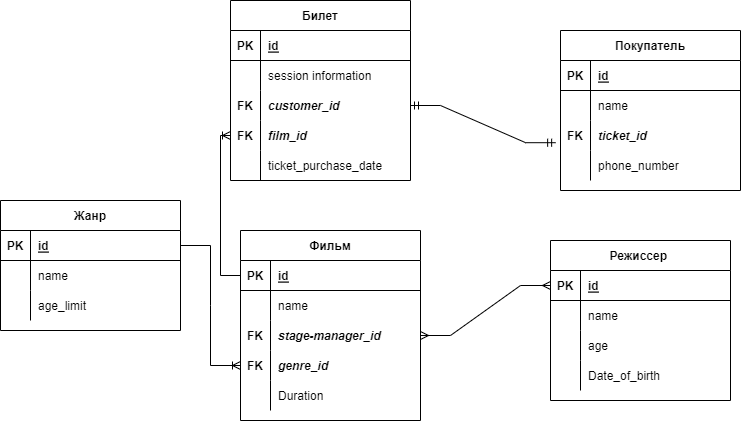 Билет
PK id
session information
FK customer_id
FK film_id
ticket_purchase_date
Покупатель
PK id
name
FK ticket_id
phone_number
Жанр
PK id
name
age_limit
Фильм
PK id
name
FK stage-manager_id
FK genre_id
Duration
Режиссер
PK id
name
age
Date_of_birth